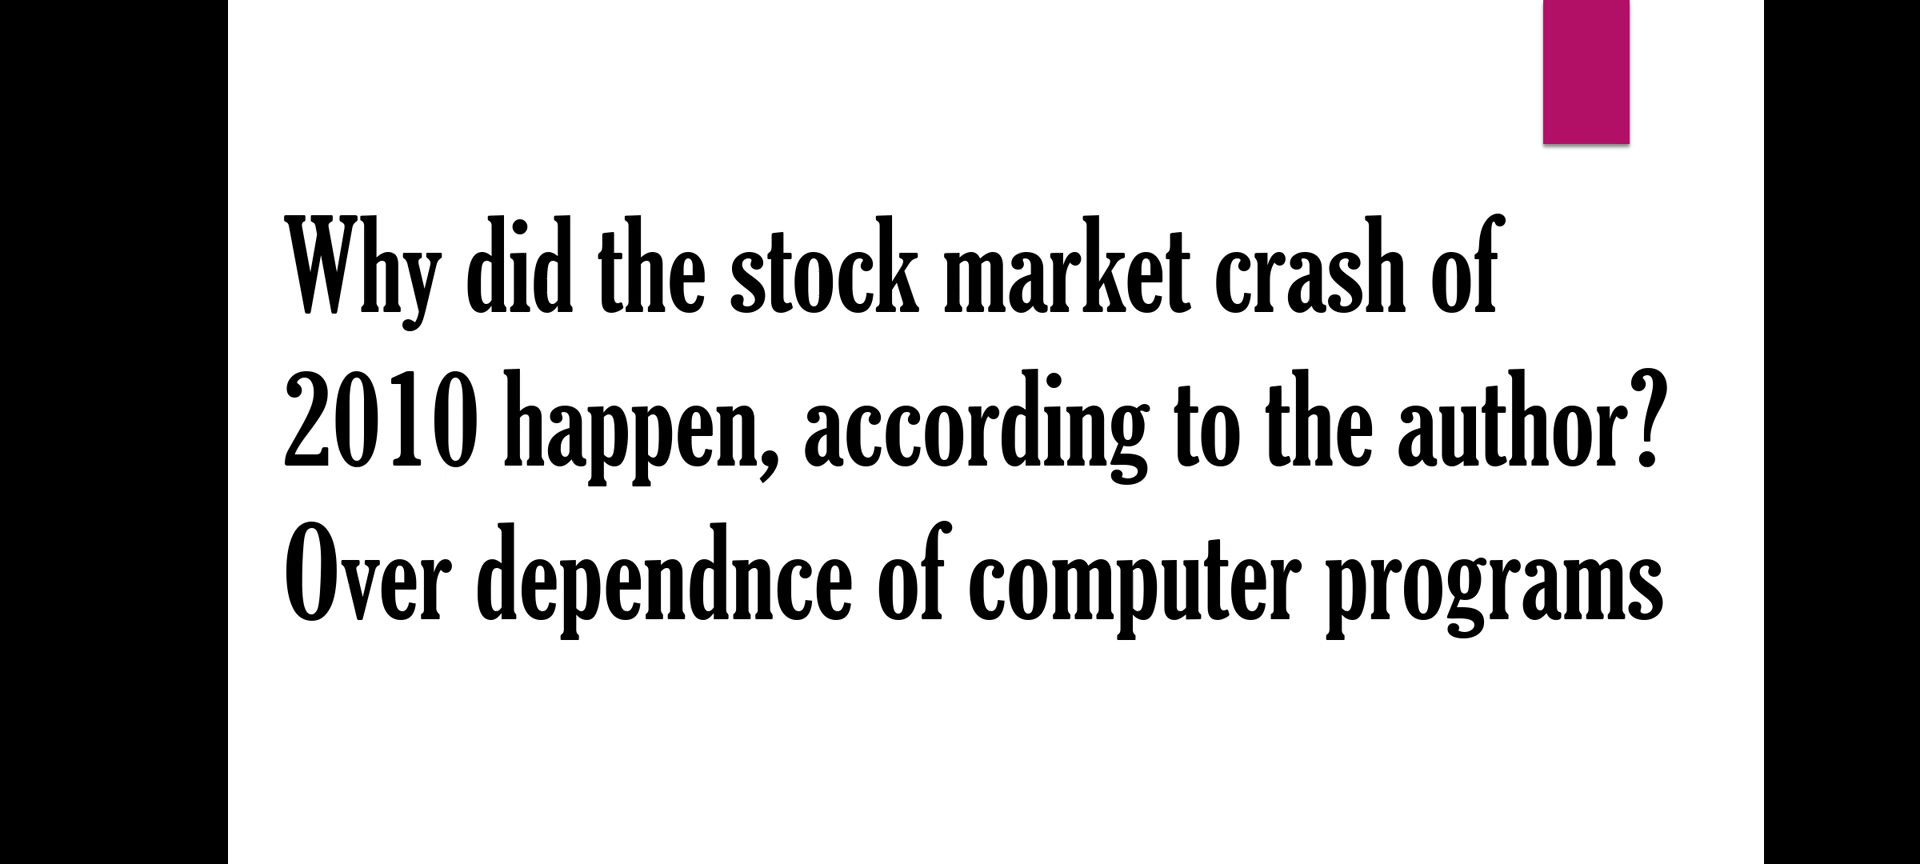 Why did the stock market crash of
2010 happen, according to the author?
Over dependnce of computer programs